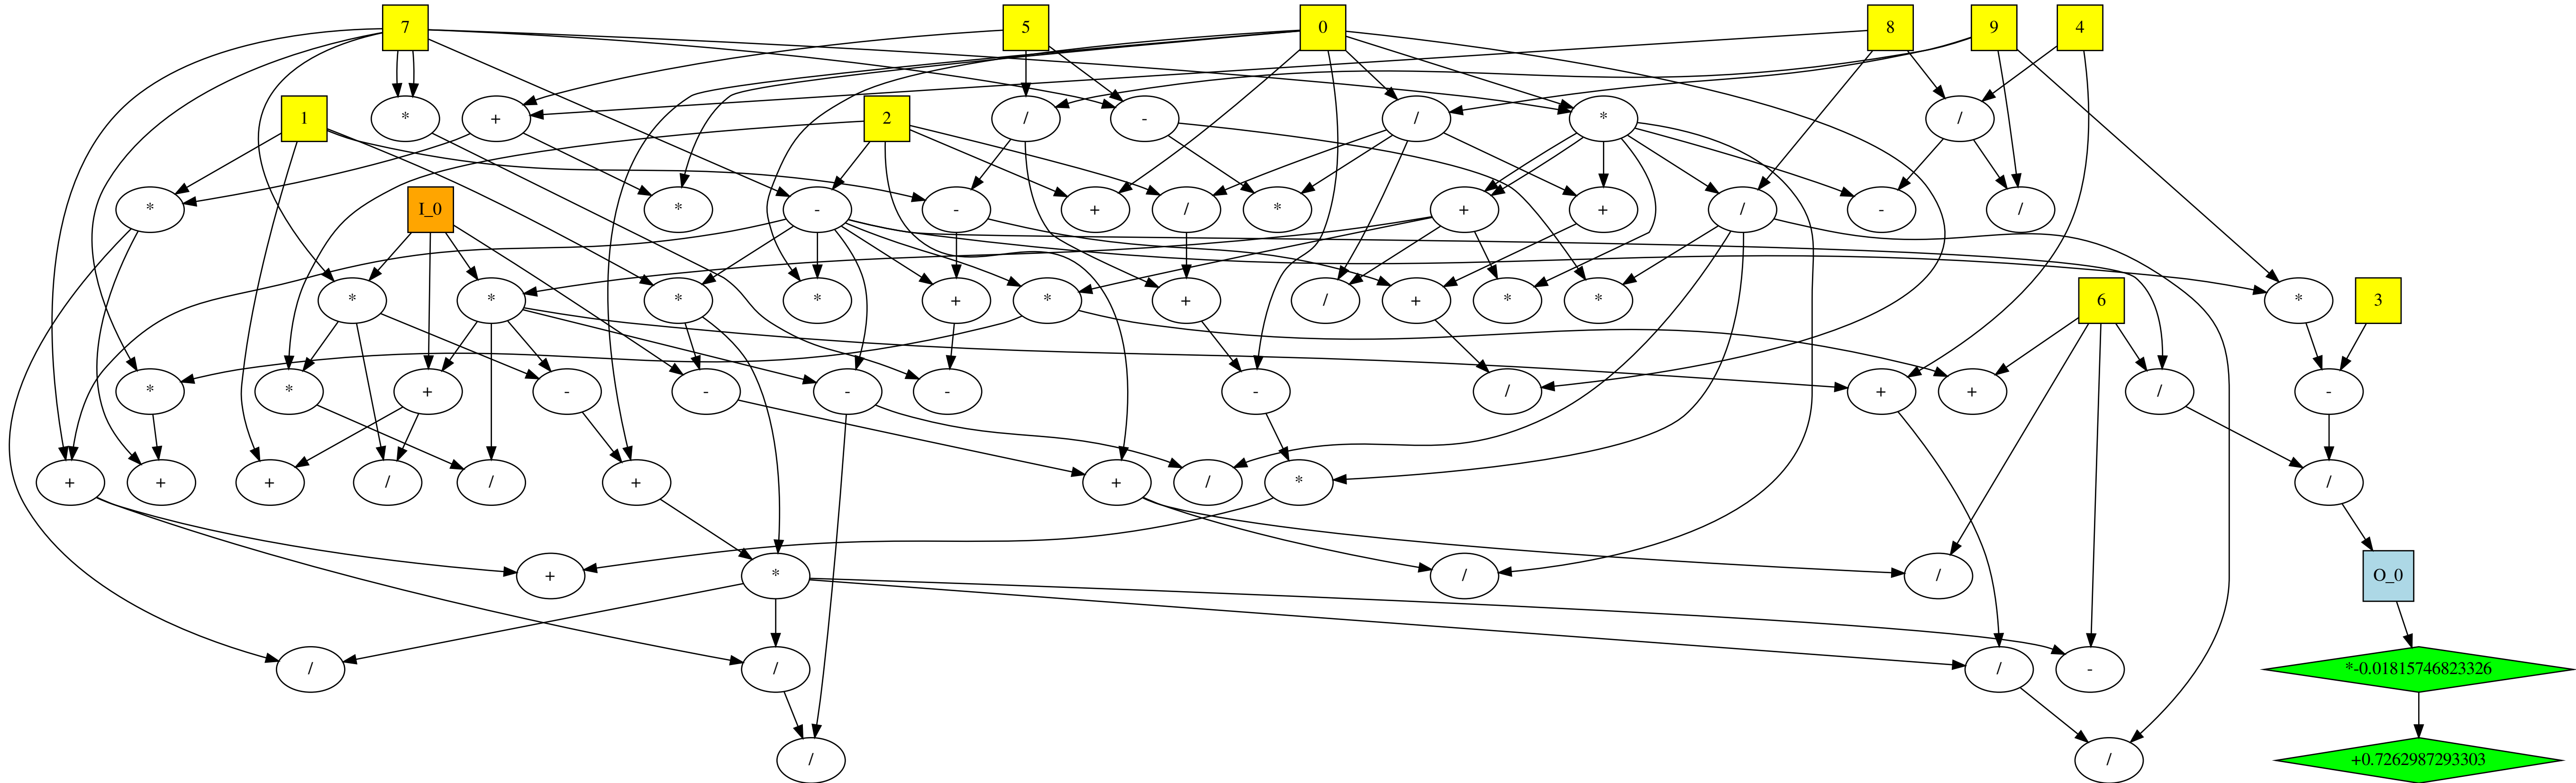 7 5 0 8 9 4
1 * + 2 / - / * /
* I_0 * - - + / * + + / - /
* * * * + * + / + * * 6 * 3
* * + - - - - - / + + / -
+ + + / / + + / * /
+ * / / O_0
/ / / - *-0.01815746823326
/ / +0.7262987293303